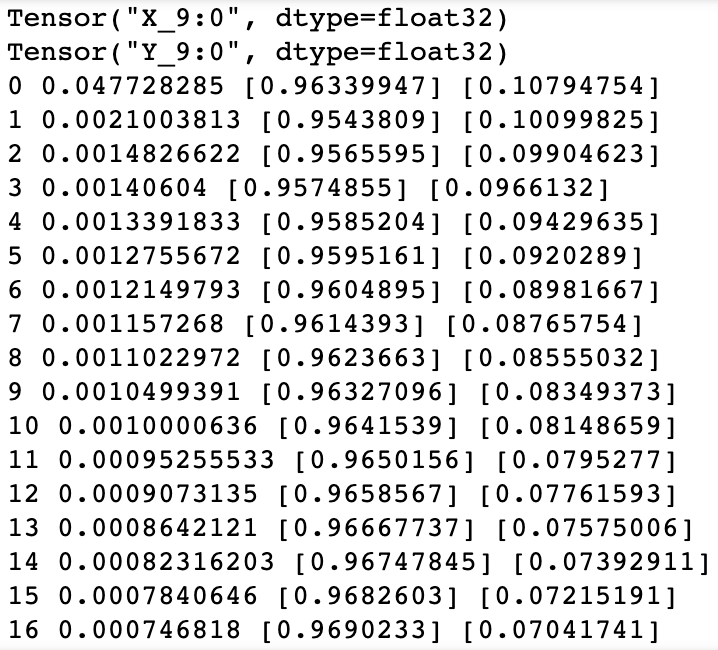 Tensor("X_9:0", dtype=float32)
Tensor("Y_9:0", dtype=float32)
0 0.047728285 [0.96339947] [0.10794754]
1 0.0021003813 [0.9543809] [0.10099825]
2 0.0014826622 [0.9565595] [0.09904623]
3 0.00140604 [0.9574855] [0.0966132]
4 0.0013391833 [0.9585204] [0.09429635]
5 0.0012755672 [0.9595161] [0.0920289]
6 0.0012149793 [0.9604895] [0.08981667]
7 0.001157268 [0.9614393] [0.08765754]
8 0.0011022972 [0.9623663] [0.08555032]
9 0.0010499391 [0.96327096] [0.08349373]
10 0.0010000636 [0.9641539] [0.08148659]
11 0.00095255533 [0.9650156] [0.0795277]
12 0.0009073135 [0.9658567] [0.07761593]
13 0.0008642121 [0.96667737] [0.07575006]
14 0.00082316203 [0.96747845] [0.07392911]
15 0.0007840646 [0.9682603] [0.07215191]
16 0.000746818 [0.9690233] [0.07041741]